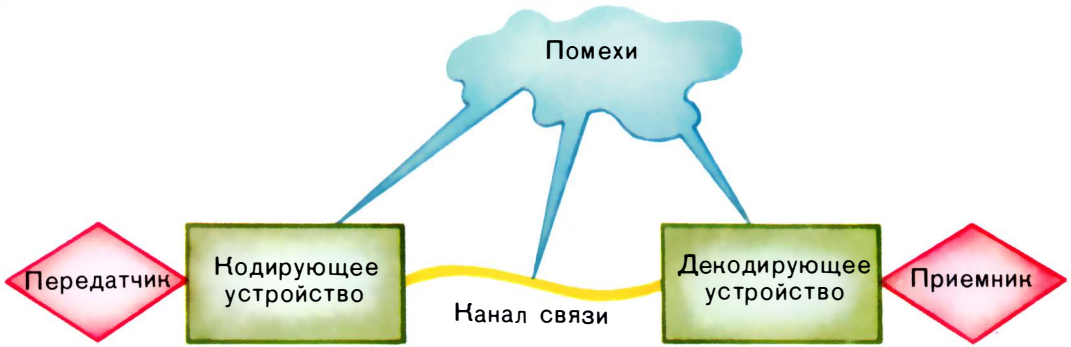 Помехи
Передатчик
Кодирующее
устройство
Канал связи
Декодирующее
устройство
Приемник